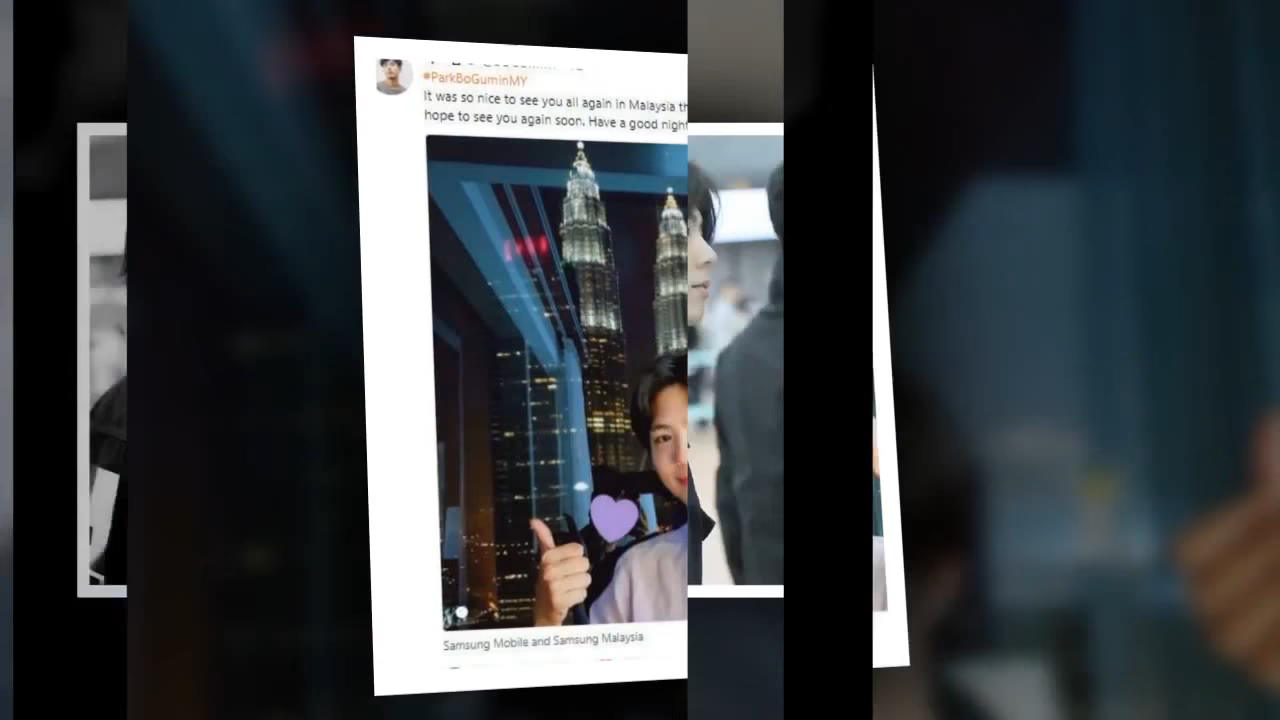 #ParkBoGuminMY
It was so nice to see you all again in Malaysia th
hope to see you again soon. Have a good night
Samsung Mobile and Samsung Malaysia